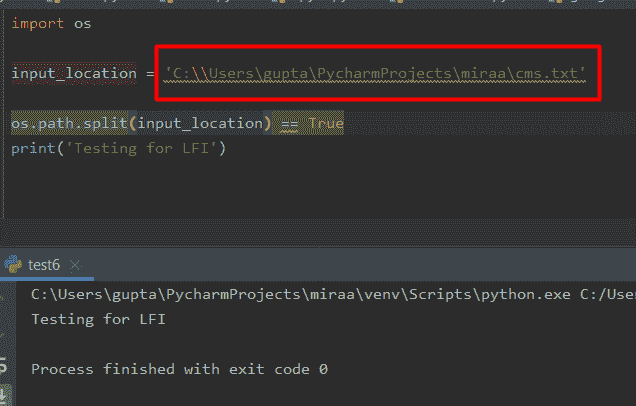 import os
input_location = 'C:\\Users\gupta\PycharmProjects\miraa\cms.txt'
os.path.split(input_location) == True
print('Testing for LFI')
test6
C:\Users\gupta\PycharmProjects\miraa\venv\Scripts\python.exe C:/User
Testing for LFI
Process finished with exit code 0